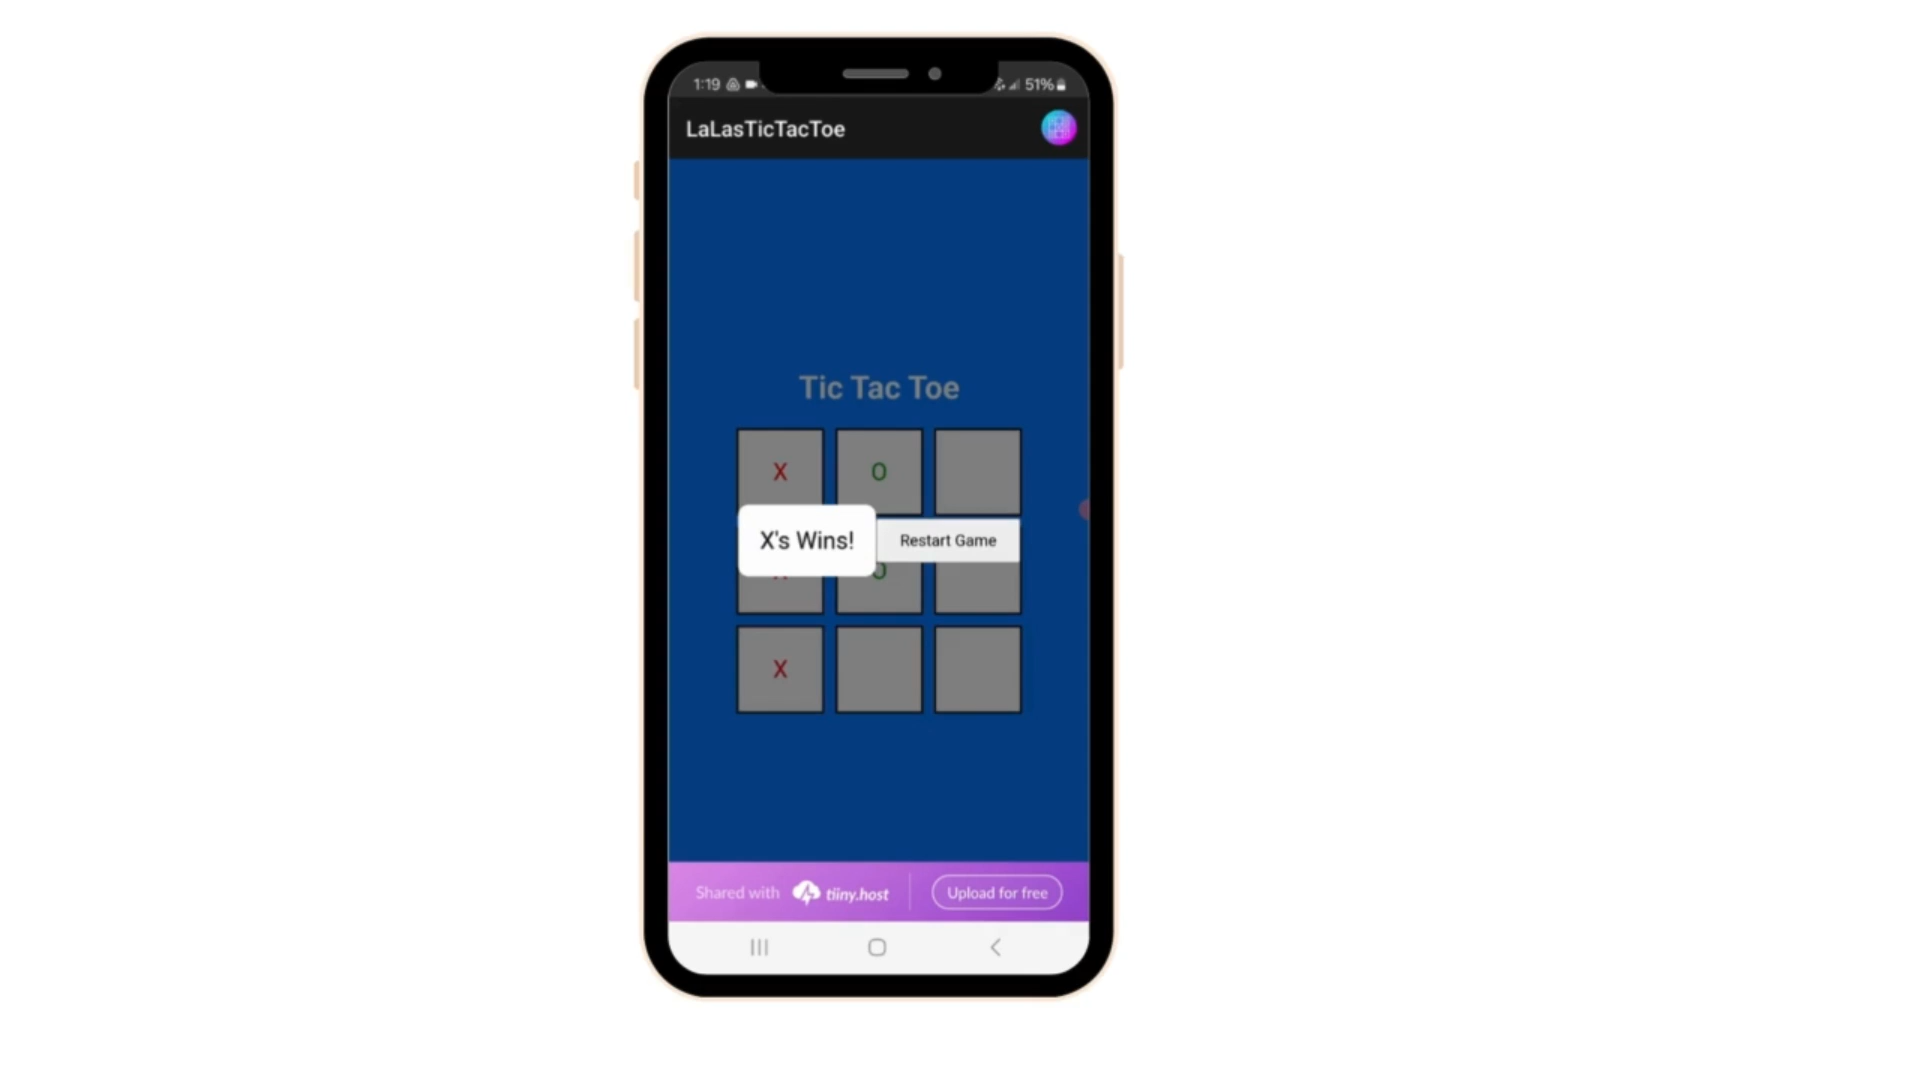 1:19 51%
LaLasTicTacToe
Tic Tac Toe
X O
X's Wins! Restart Game
X
Shared with tiiny.host Upload for free